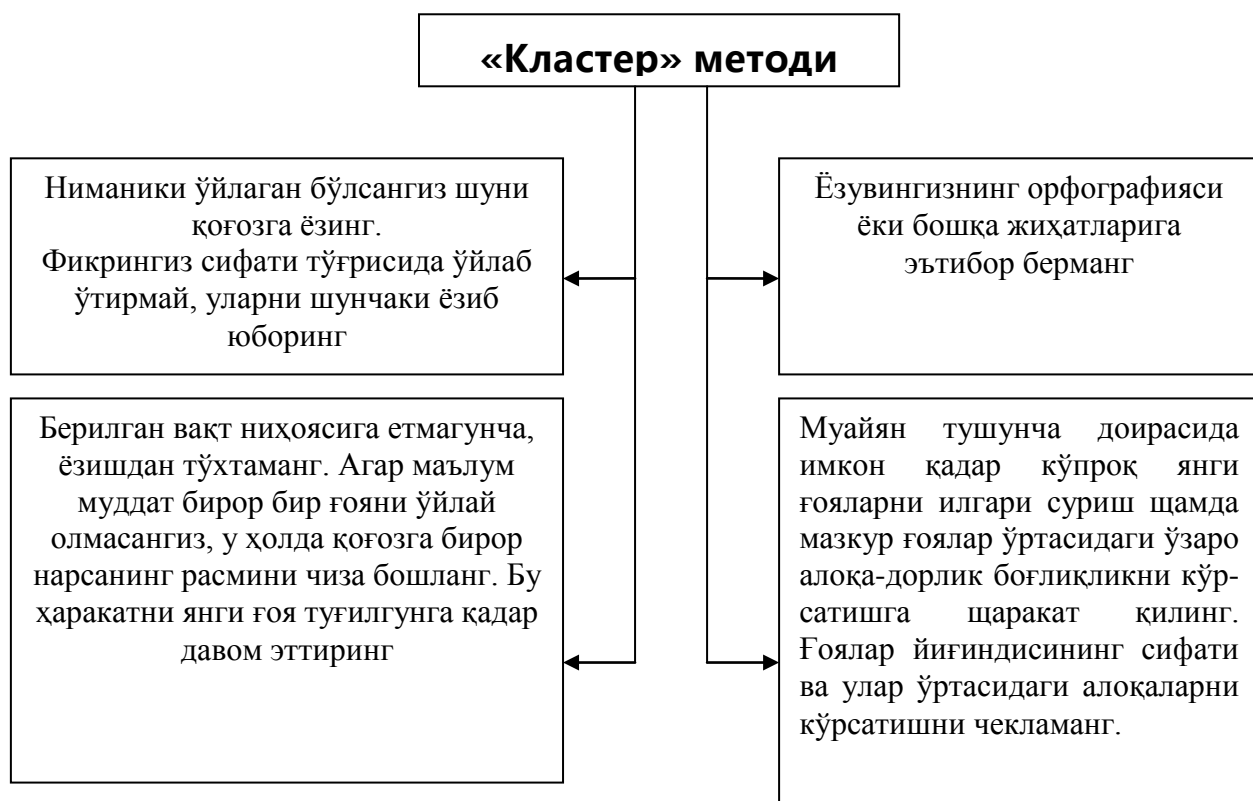 «Кластер» методи
Ниманики ўйлаган бўлсангиз шуни
қоғозга ёзинг.
Фикрингиз сифати тўғрисида ўйлаб
ўтирмай, уларни шунчаки ёзиб
юборинг
Ёзувингизнинг орфографияси
ёки бошқа жиҳатларига
эътибор берманг
Берилган вақт ниҳоясига етмагунча,
ёзишдан тўхтаманг. Агар маълум
муддат бирор бир ғояни ўйлай
олмасангиз, у ҳолда қоғозга бирор
нарсанинг расмини чиза бошланг. Бу
ҳаракатни янги ғоя туғилгунга қадар
давом эттиринг
Муайян тушунча доирасида
имкон қадар кўпроқ янги
ғояларни илгари суриш щамда
мазкур ғоялар ўртасидаги ўзаро
алоқа-дорлик боғлиқликни кўр-
сатишга щаракат қилинг.
Ғоялар йиғиндисининг сифати
ва улар ўртасидаги алоқаларни
кўрсатишни чекламанг.